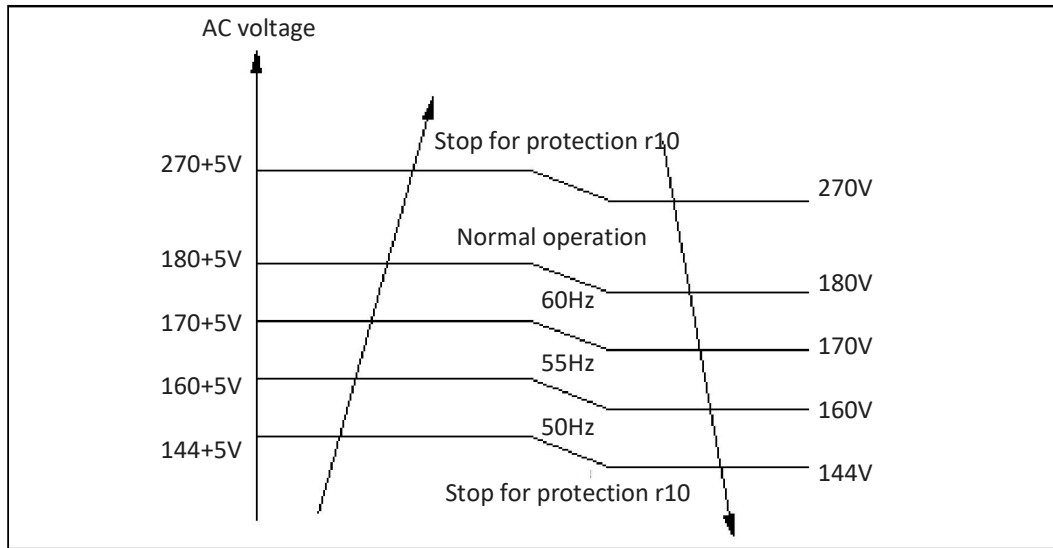 AC voltage
Stop for protection r10
270+5V
270V
Normal operation
180+5V
180V
60Hz
170+5V
170V
55Hz
160+5V
160V
50Hz
144+5V
144V
Stop for protection r10